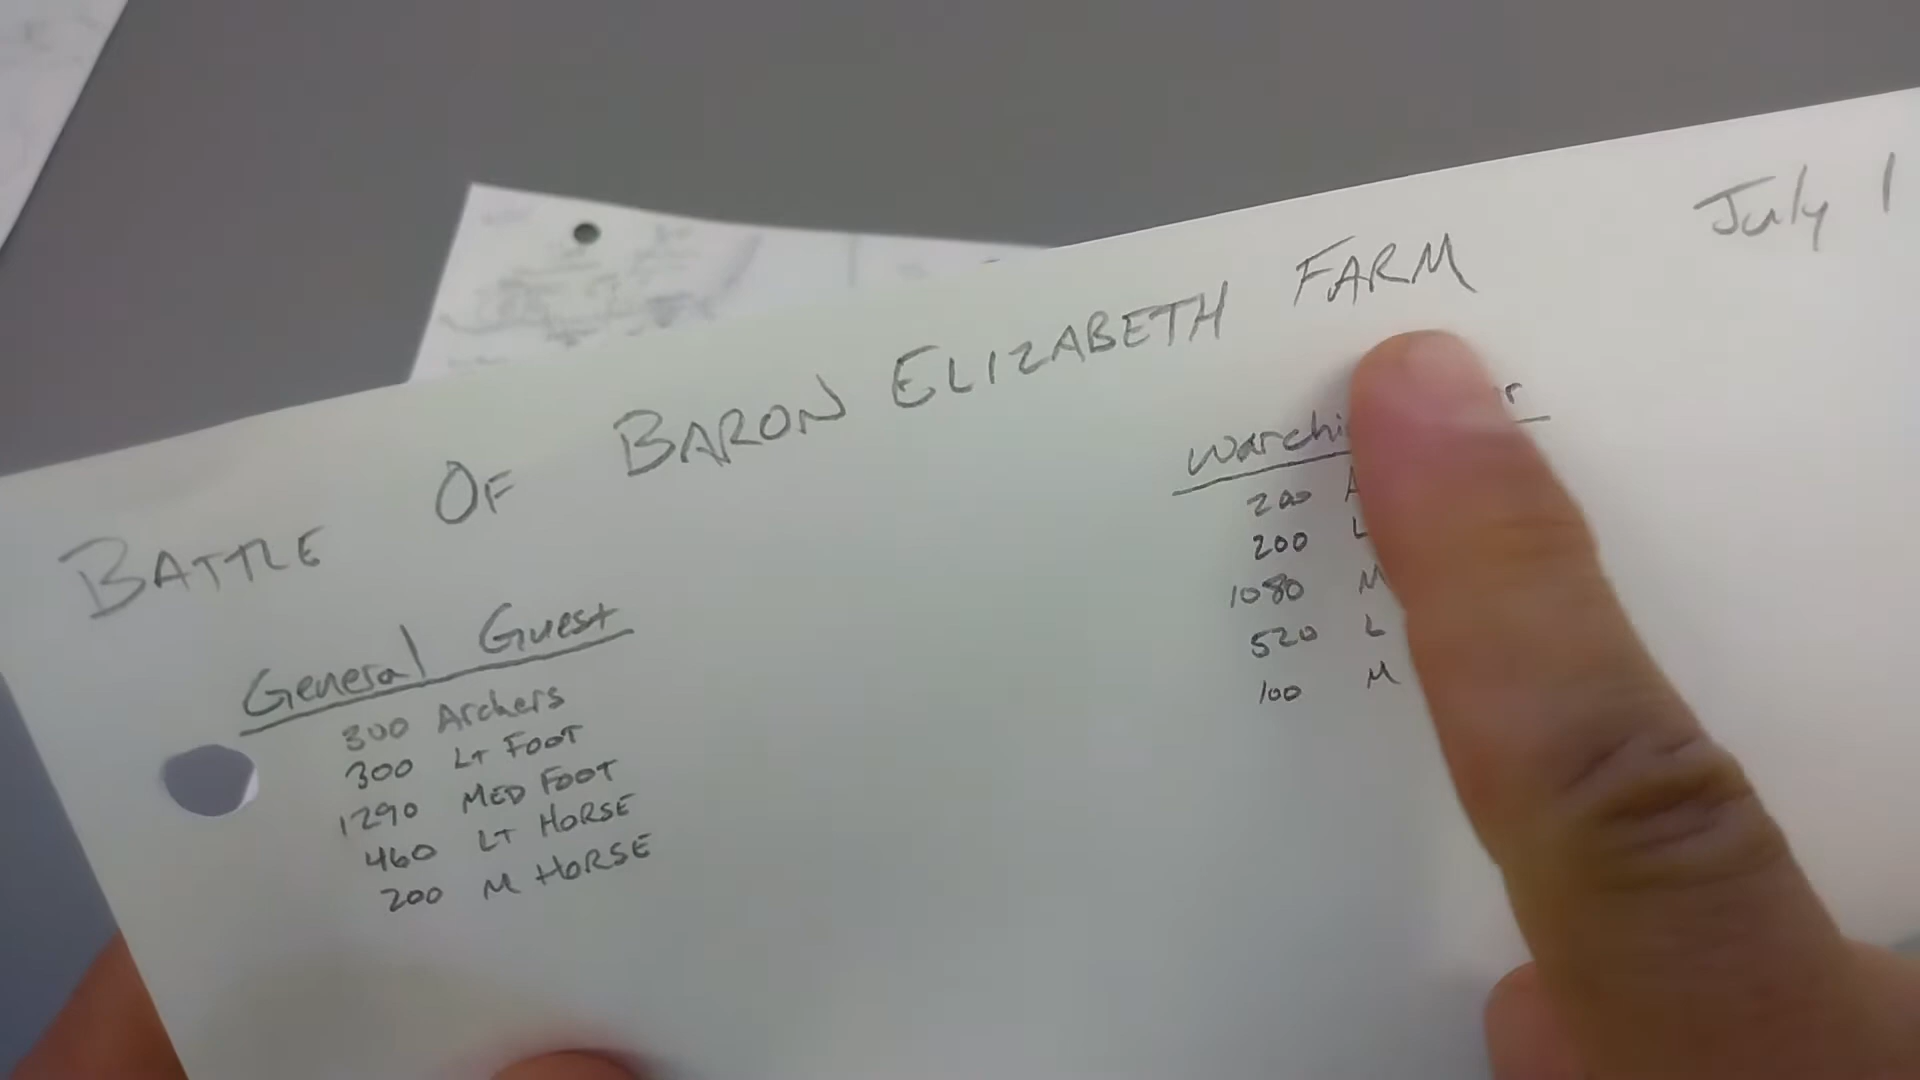 July 1
BATTLE OF BARON ELIZABETH FARM
General Guest
300 Archers
300 LT FOOT
1290 MED FOOT
460 LT HORSE
200 M HORSE
200 A
200 L
1080 M
520 L
100 M